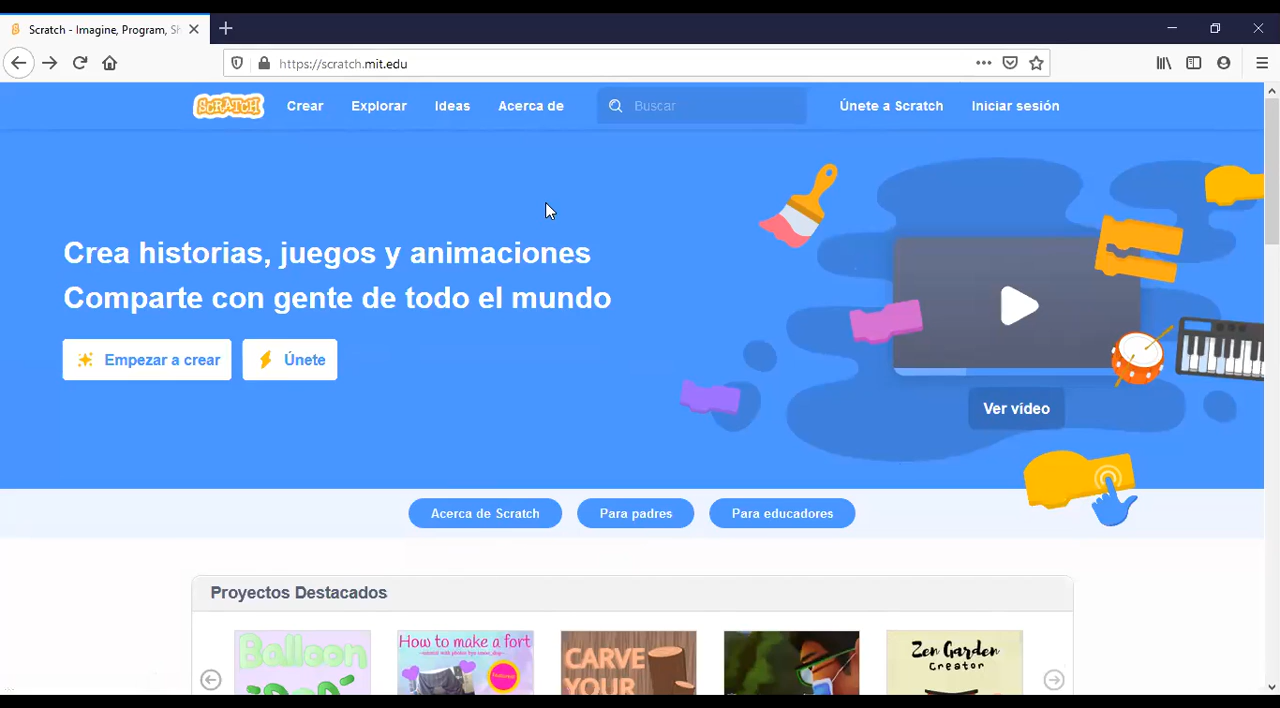 Scratch - Imagine, Program, Sh
https://scratch.mit.edu
SCRATCH
Crear
Explorar
Ideas
Acerca de
Buscar
Únete a Scratch
Iniciar sesión
Crea historias, juegos y animaciones
Comparte con gente de todo el mundo
Empezar a crear
Únete
Ver vídeo
Acerca de Scratch
Para padres
Para educadores
Proyectos Destacados
Balloon
How to make a fort
CARVE
YOUR
Zen Garden
Creator